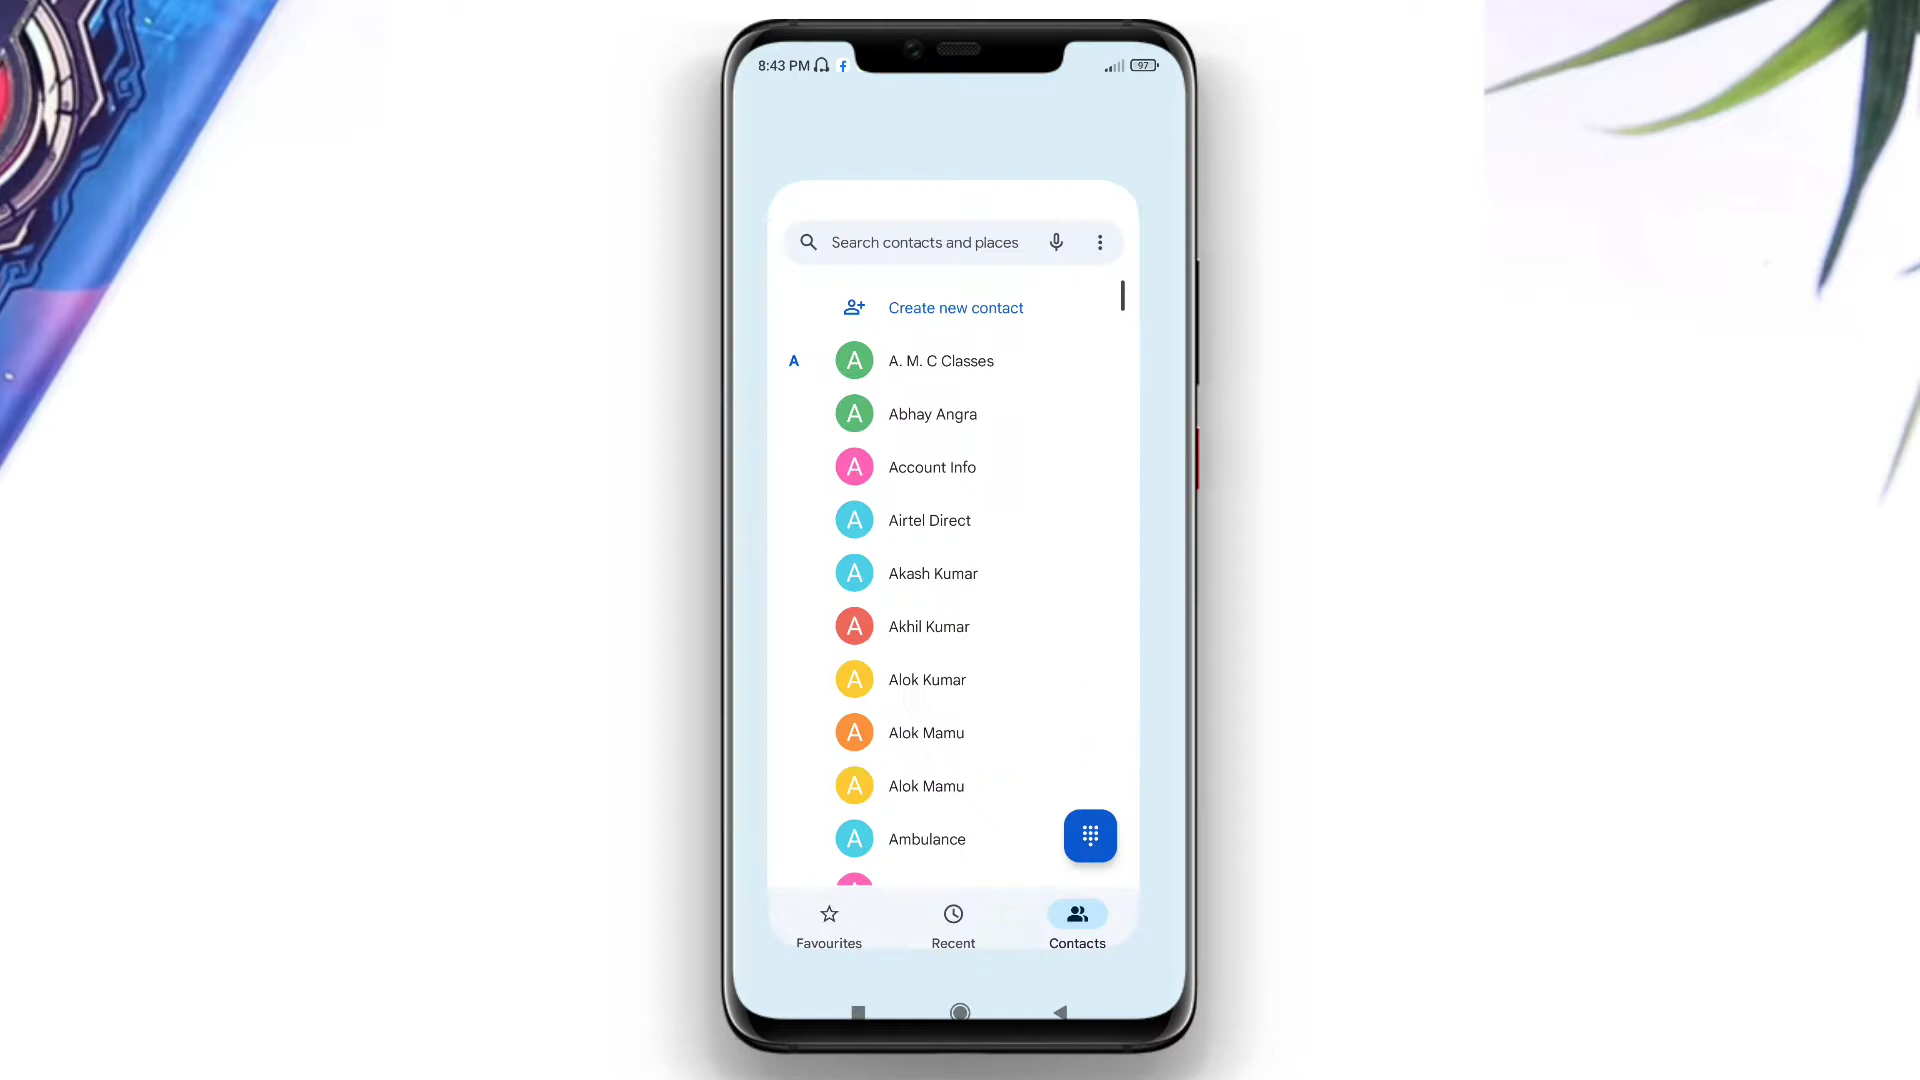 8:43 PM
97
Search contacts and places
Create new contact
A
A
A. M. C Classes
A
Abhay Angra
A
Account Info
A
Airtel Direct
A
Akash Kumar
A
Akhil Kumar
A
Alok Kumar
A
Alok Mamu
A
Alok Mamu
A
Ambulance
Favourites
Recent
Contacts